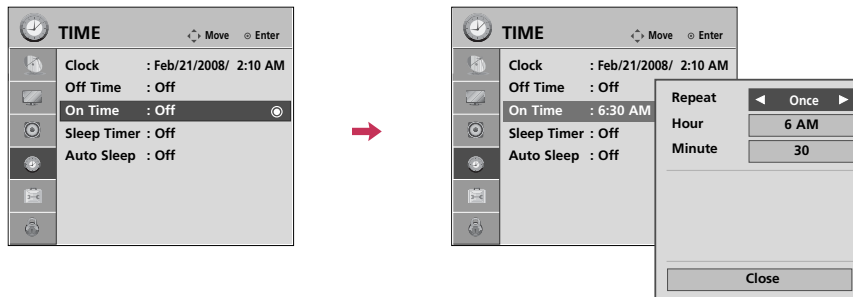 TIME Move Enter
Clock : Feb/21/2008/ 2:10 AM
Off Time : Off
On Time : Off
Sleep Timer : Off
Auto Sleep : Off
TIME Move Enter
Clock : Feb/21/2008/ 2:10 AM
Off Time : Off
On Time : 6:30 AM
Sleep Timer : Off
Auto Sleep : Off
Repeat Once
Hour 6 AM
Minute 30
Close